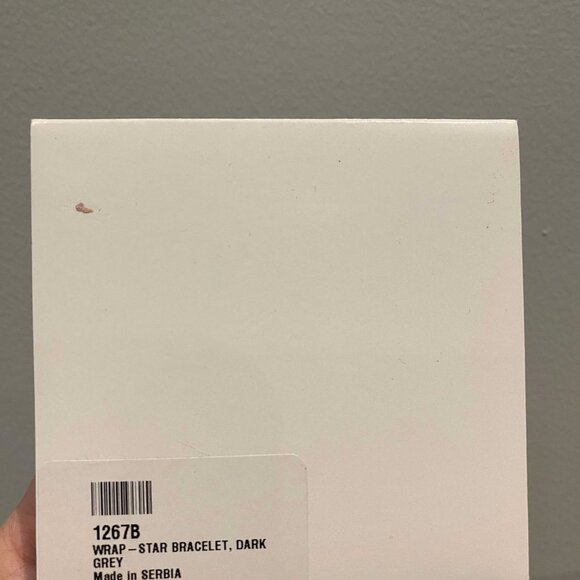 1267B
WRAP-STAR BRACELET, DARK
GREY
Made in SERBIA